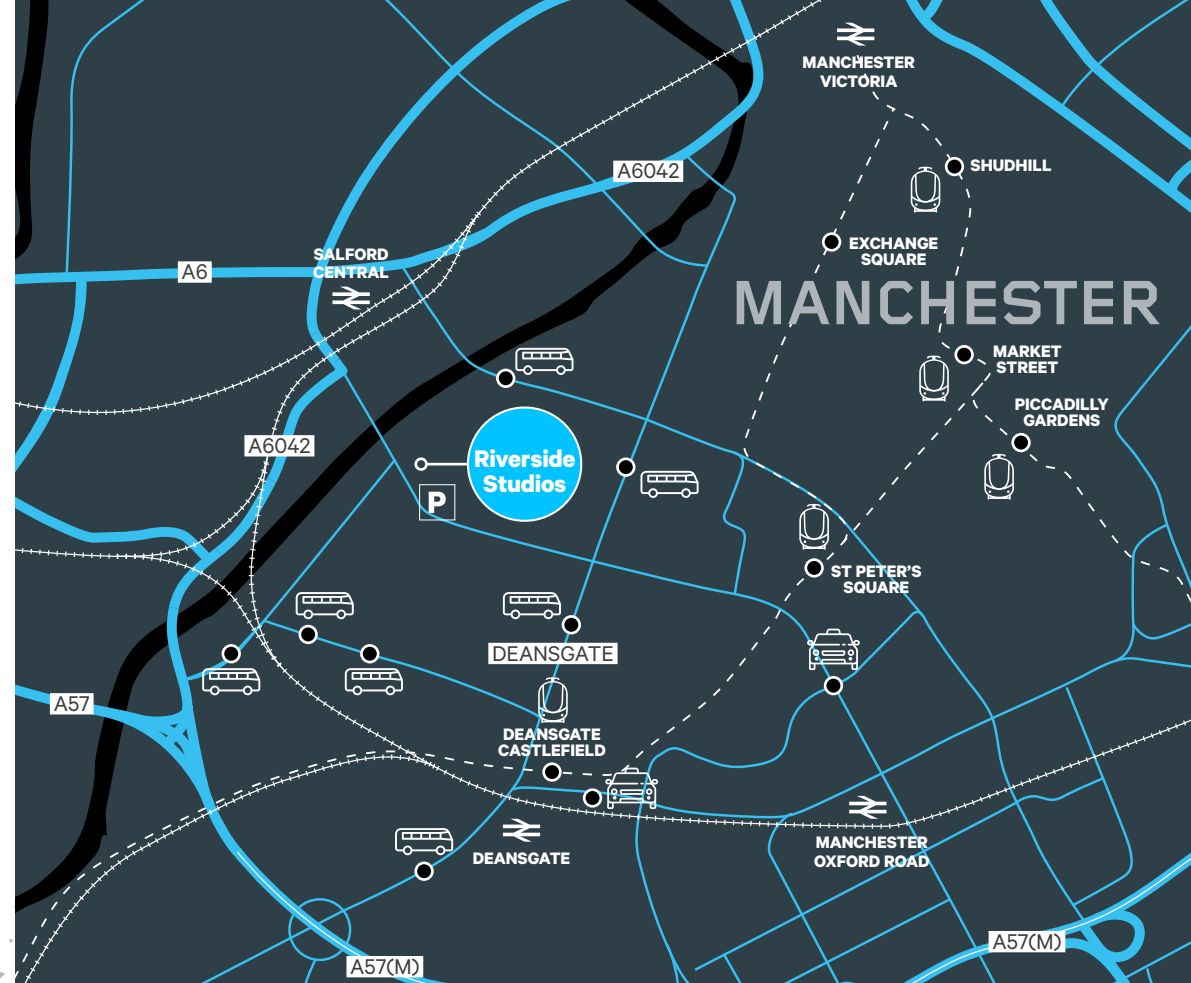 MANCHESTER
VICTORIA
SHUDHILL
A6042
EXCHANGE
SQUARE
SALFORD
CENTRAL
A6
MANCHESTER
MARKET
STREET
PICCADILLY
GARDENS
A6042
Riverside
Studios
P
ST PETER'S
SQUARE
DEANSGATE
A57
DEANSGATE
CASTLEFIELD
MANCHESTER
OXFORD ROAD
DEANSGATE
A57(M)
A57(M)